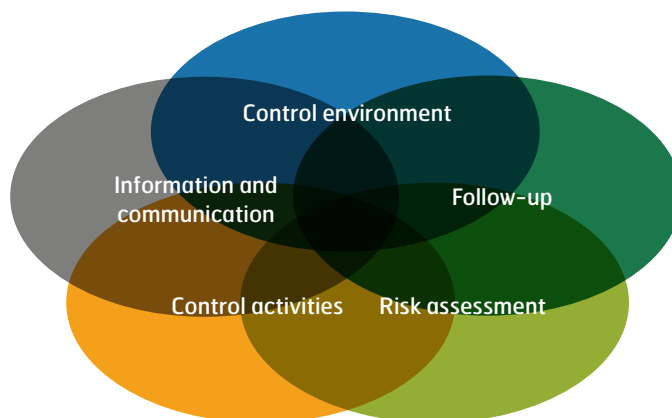 Control environment
Information and
communication
Follow-up
Control activities
Risk assessment